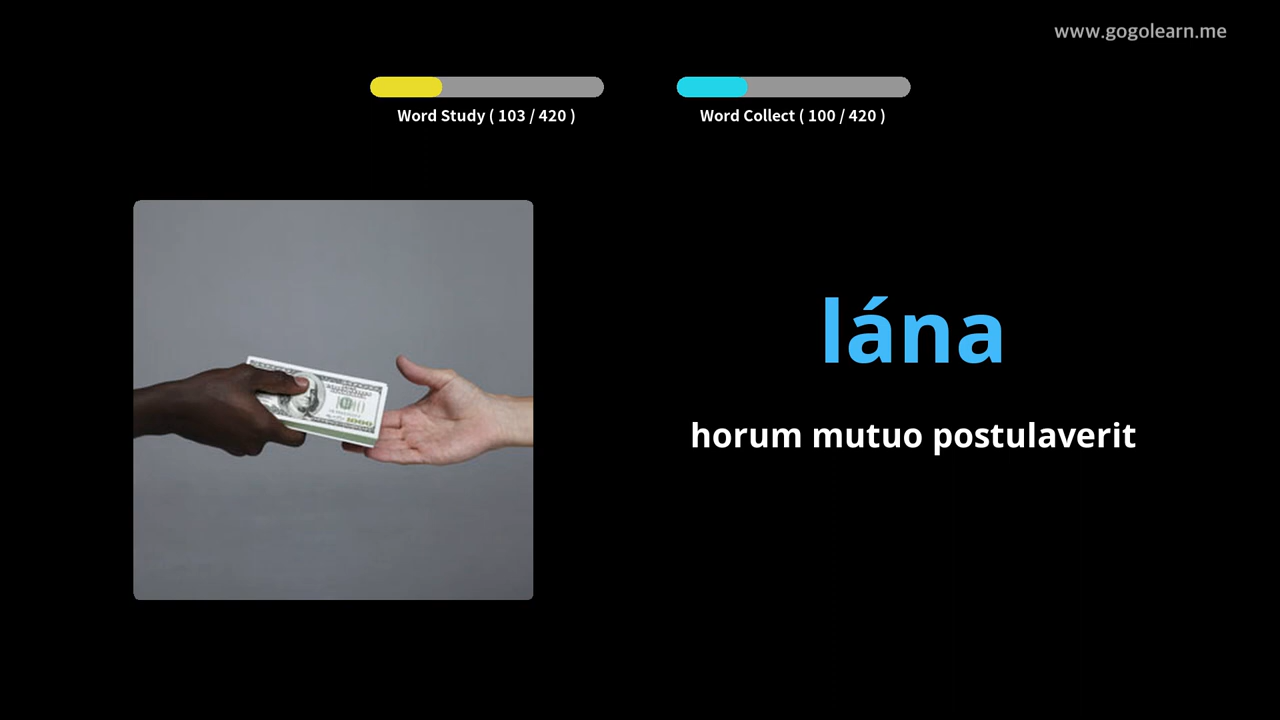 www.gogolearn.me
Word Study ( 103 / 420 )
Word Collect ( 100 / 420 )
lána
horum mutuo postulaverit